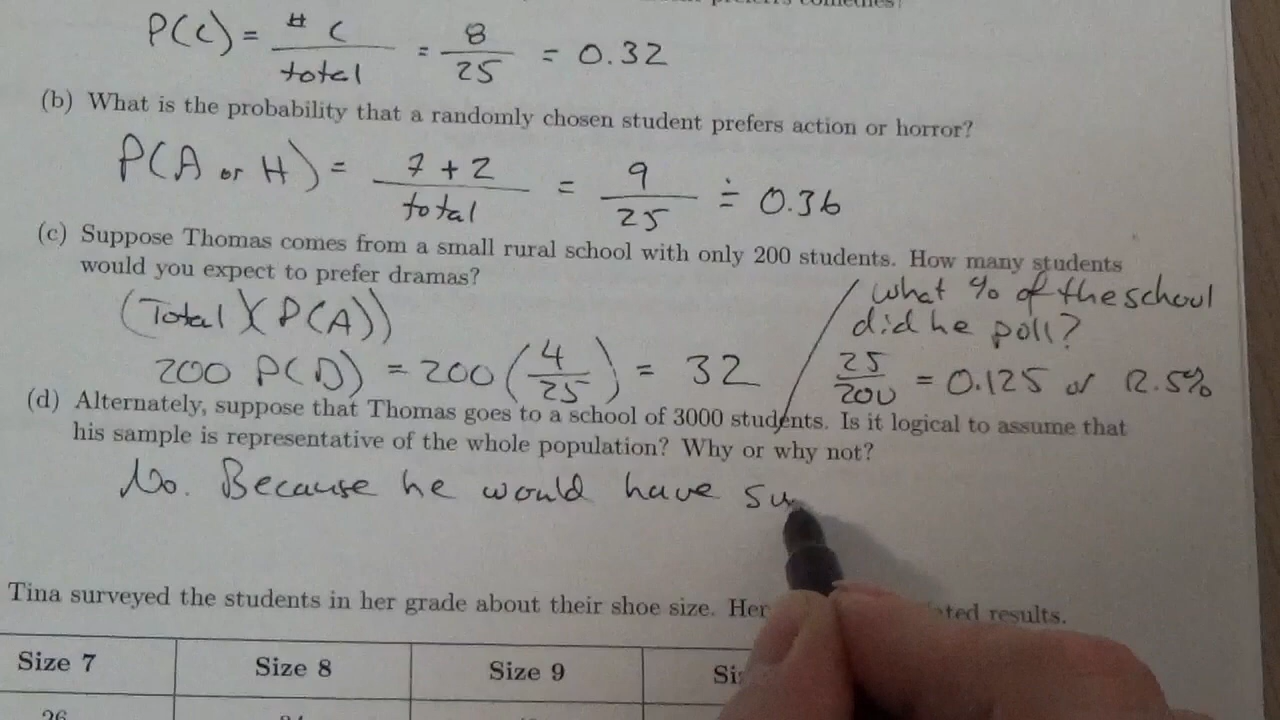 prefers comedies?
P(C) = # C / total = 8/25 = 0.32
(b) What is the probability that a randomly chosen student prefers action or horror?
P(A or H) = 7 + 2 / total = 9/25 ≐ 0.36
(c) Suppose Thomas comes from a small rural school with only 200 students. How many students
would you expect to prefer dramas?
(Total)(P(A))
200 P(D) = 200 (4/25) = 32
what % of the school
did he poll?
25/200 = 0.125 or 12.5%
(d) Alternately, suppose that Thomas goes to a school of 3000 students. Is it logical to assume that
his sample is representative of the whole population? Why or why not?
No. Because he would have su
Tina surveyed the students in her grade about their shoe size. Her results.
Size 7 Size 8 Size 9
26